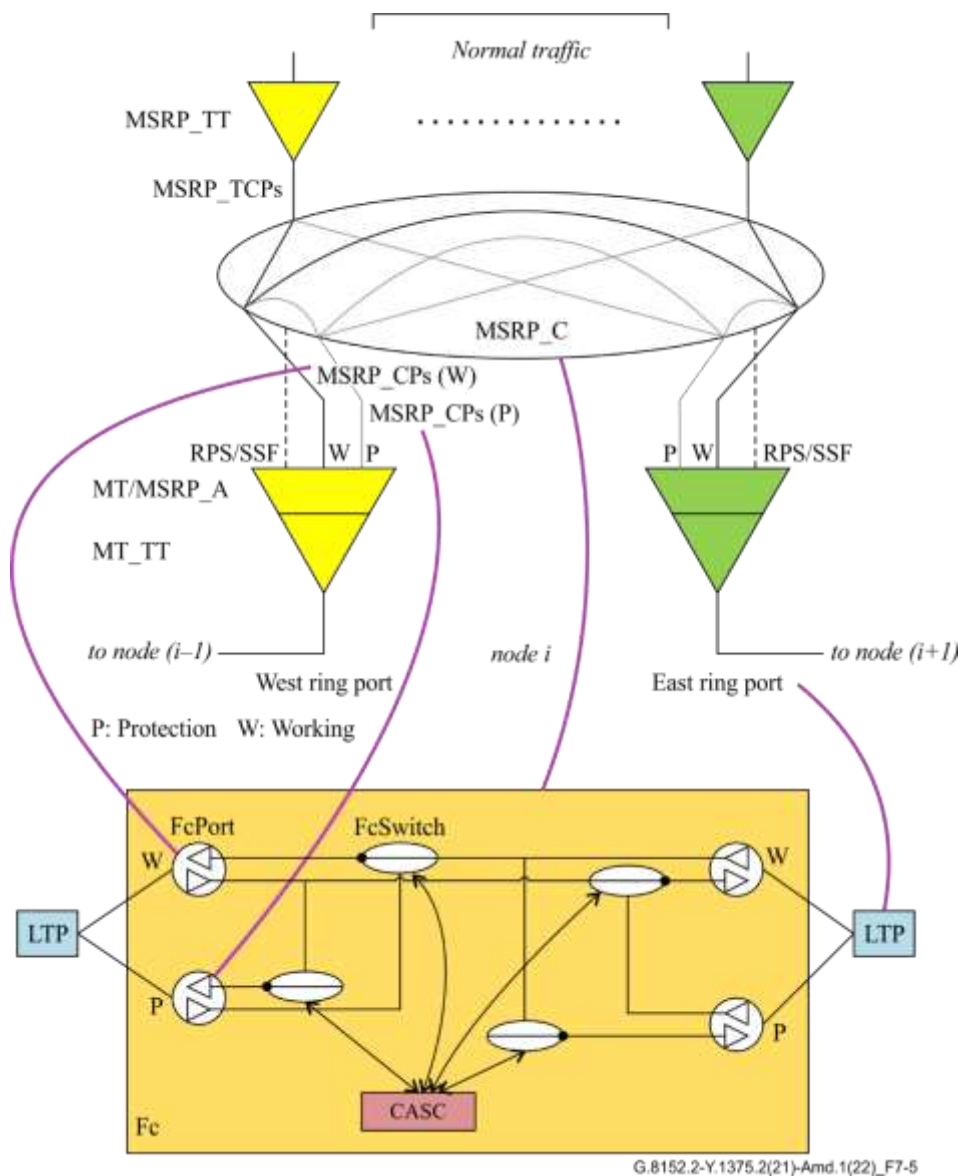 Normal traffic
MSRP_TT
MSRP_TCPs
MSRP_C
MSRP_CPs (W)
MSRP_CPs (P)
RPS/SSF W P
P W RPS/SSF
MT/MSRP_A
MT_TT
to node (i–1)
node i
to node (i+1)
West ring port
East ring port
P: Protection W: Working
FcPort
FcSwitch
W
W
LTP
LTP
P
P
CASC
Fc
G.8152.2-Y.1375.2(21)-Amd.1(22)_F7-5